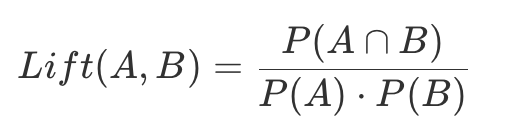 Lift(A, B) = P(A ∩ B) / P(A) · P(B)